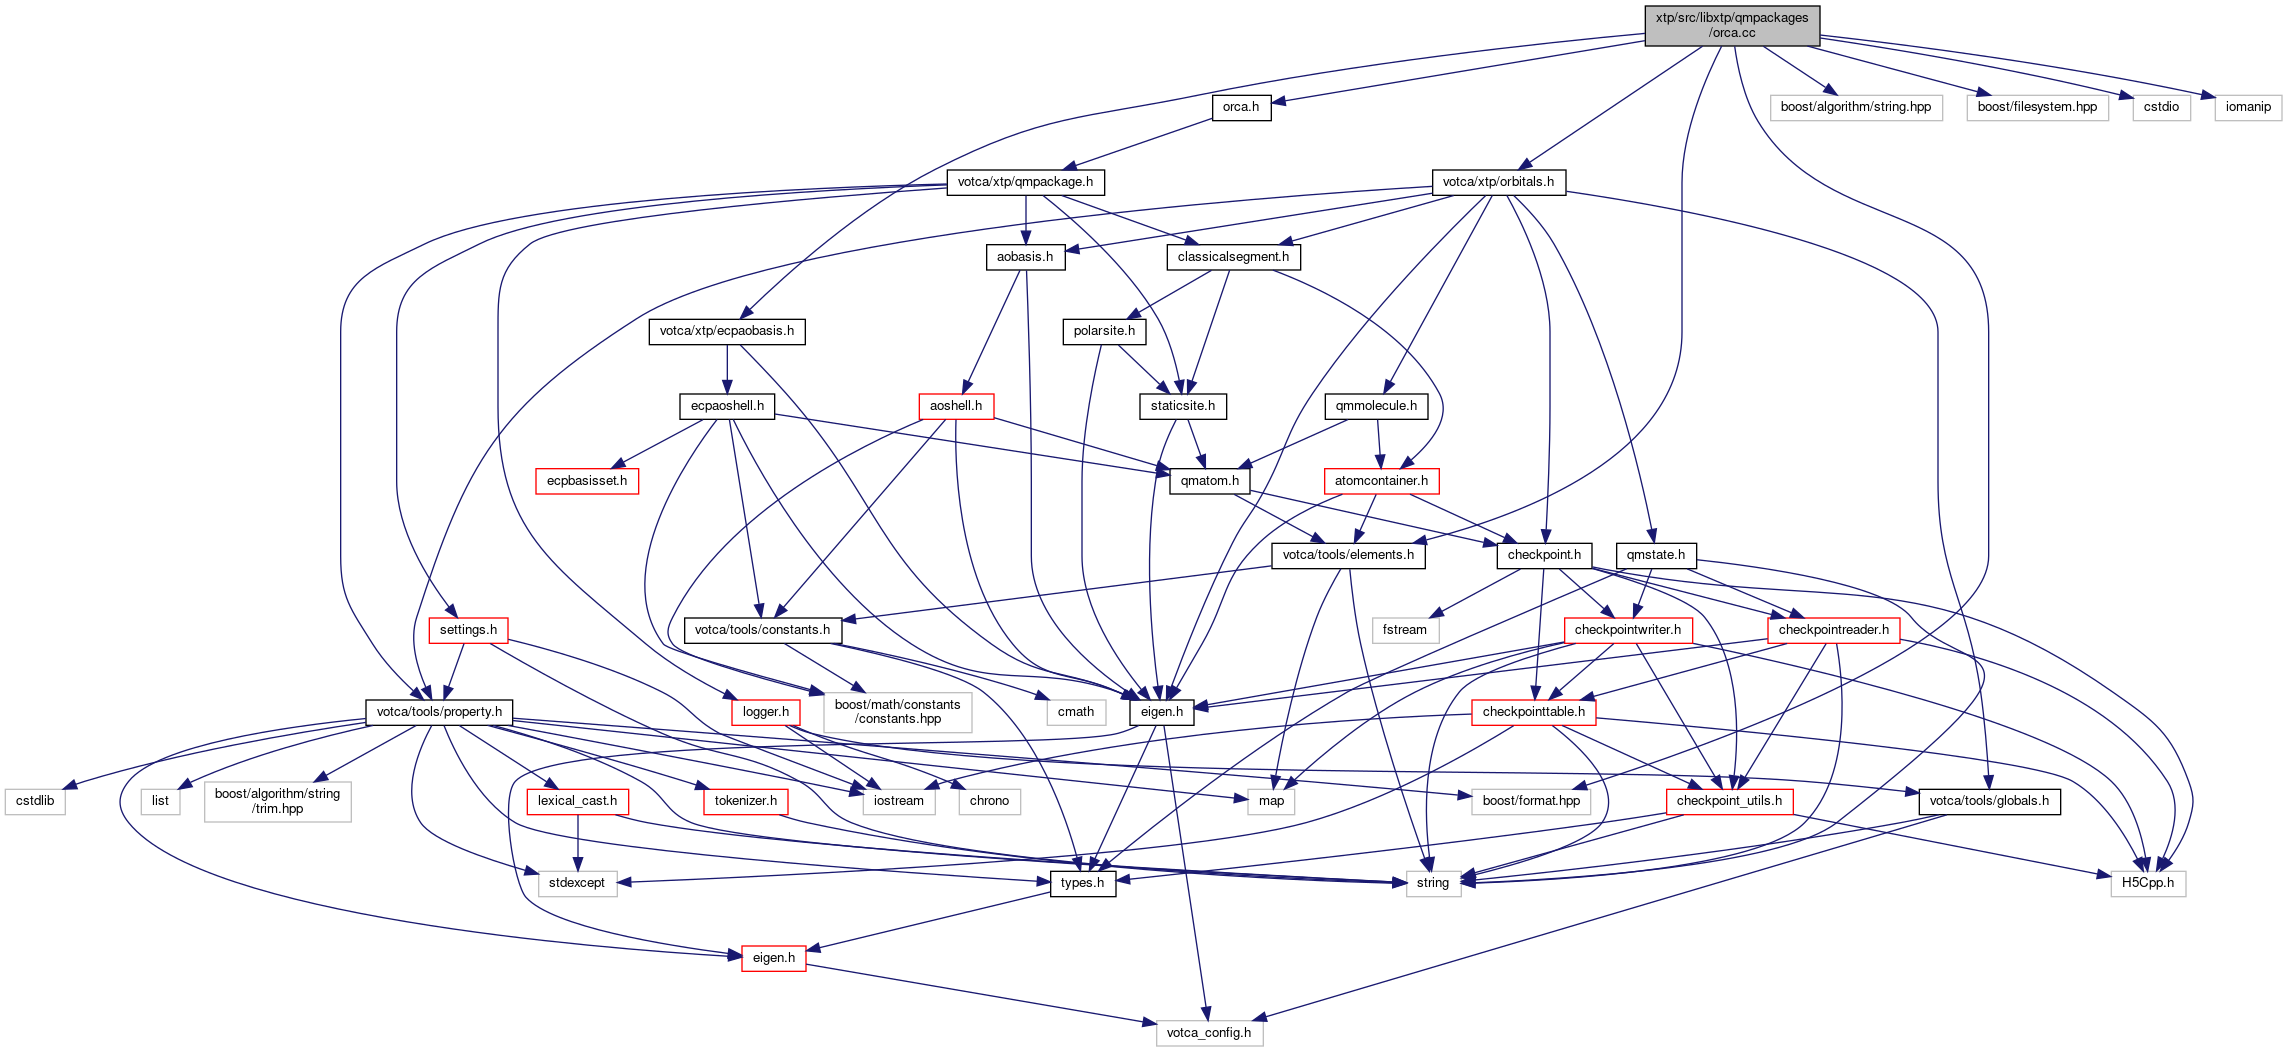 xtp/src/libxtp/qmpackages
/orca.cc
orca.h
boost/algorithm/string.hpp
boost/filesystem.hpp
cstdio
iomanip
votca/xtp/qmpackage.h
votca/xtp/orbitals.h
aobasis.h
classicalsegment.h
votca/xtp/ecpaobasis.h
polarsite.h
ecpaoshell.h
aoshell.h
staticsite.h
qmmolecule.h
ecpbasisset.h
qmatom.h
atomcontainer.h
votca/tools/elements.h
checkpoint.h
qmstate.h
settings.h
votca/tools/constants.h
fstream
checkpointwriter.h
checkpointreader.h
votca/tools/property.h
logger.h
boost/math/constants
/constants.hpp
cmath
eigen.h
checkpointtable.h
cstdlib
list
boost/algorithm/string
/trim.hpp
lexical_cast.h
tokenizer.h
iostream
chrono
map
boost/format.hpp
checkpoint_utils.h
votca/tools/globals.h
stdexcept
types.h
string
H5Cpp.h
eigen.h
votca_config.h